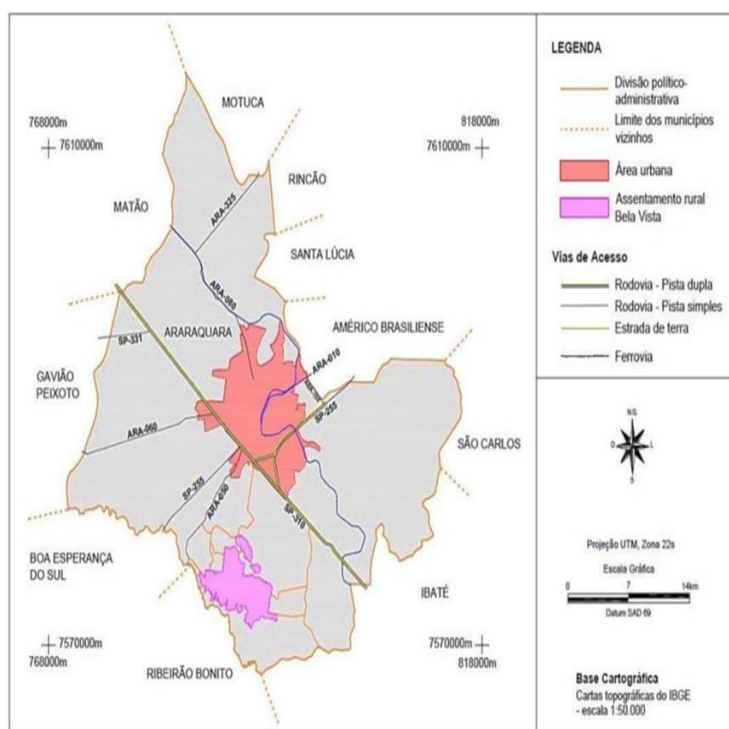 MOTUCA
768000m
7610000m
818000m
7610000m
RINCÃO
MATÃO
ARA-325
SANTA LÚCIA
ARA-080
ARARAQUARA
AMÉRICO BRASILIENSE
SP-331
ARA-010
GAVIÃO
PEIXOTO
SP-255
ARA-060
SÃO CARLOS
SP-255
ARA-050
SP-310
BOA ESPERANÇA
DO SUL
IBATÉ
7570000m
768000m
7570000m
818000m
RIBEIRÃO BONITO
LEGENDA
Divisão político-
administrativa
Limite dos municípios
vizinhos
Área urbana
Assentamento rural
Bela Vista
Vias de Acesso
Rodovia - Pista dupla
Rodovia - Pista simples
Estrada de terra
Ferrovia
N.G.
O
L
S
Projeção UTM, Zona 22s
Escala Gráfica
0 7 14km
Datum SAD 69
Base Cartográfica
Cartas topográficas do IBGE
- escala 1:50.000